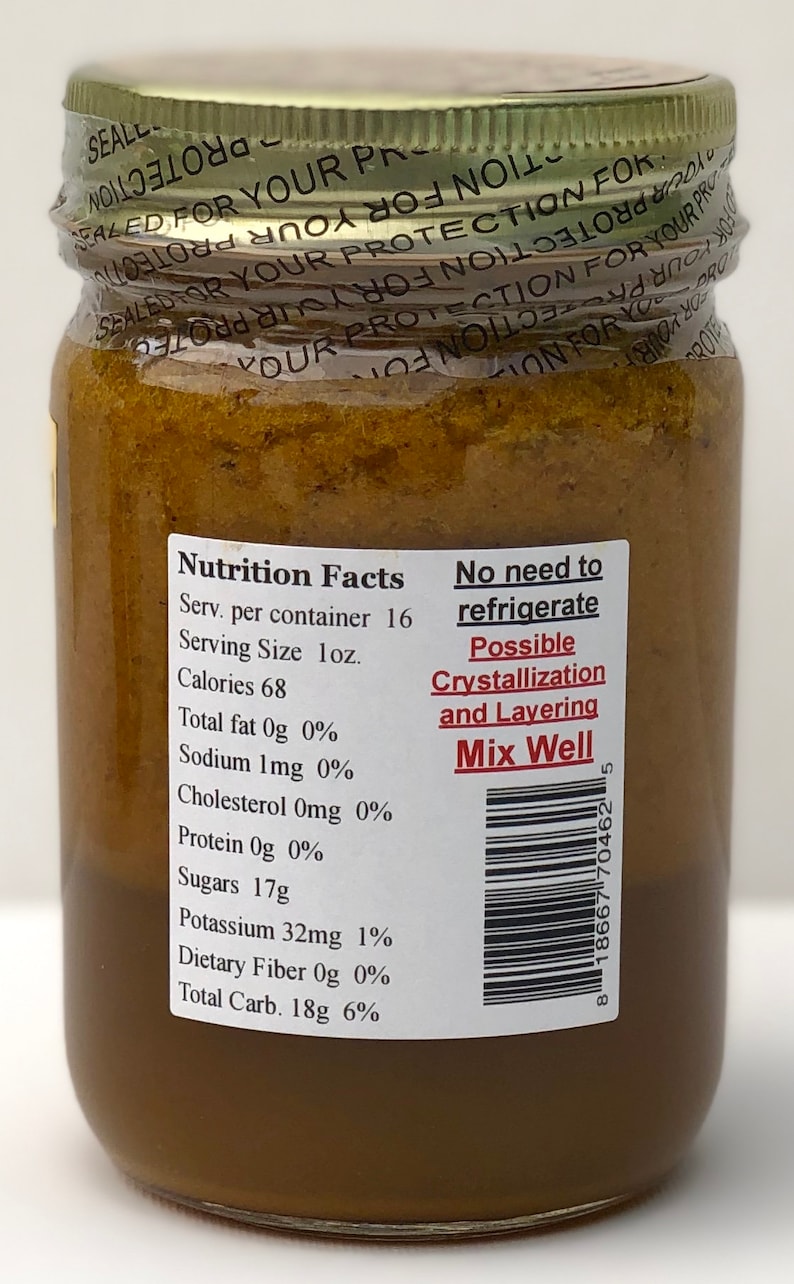 SEALED FOR YOUR PROTECTION FOR
YOUR PROTECTION FOR YOUR
Nutrition Facts
Serv. per container 16
Serving Size 1oz.
Calories 68
Total fat 0g 0%
Sodium 1mg 0%
Cholesterol 0mg 0%
Protein 0g 0%
Sugars 17g
Potassium 32mg 1%
Dietary Fiber 0g 0%
Total Carb. 18g 6%
No need to
refrigerate
Possible
Crystallization
and Layering
Mix Well
8 18667 70462 5